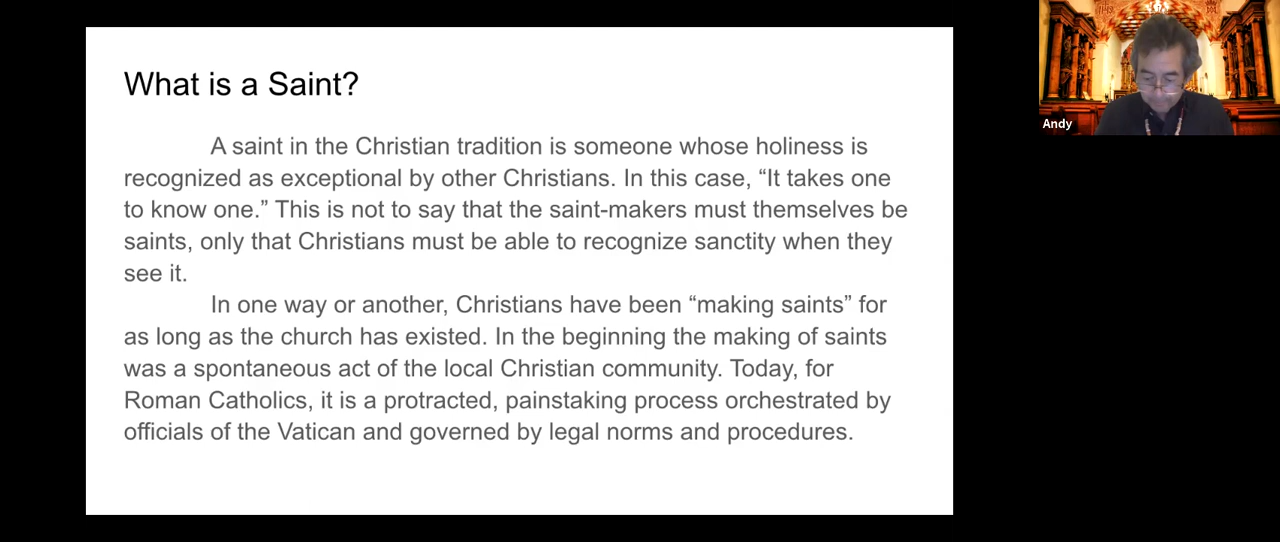 What is a Saint?
A saint in the Christian tradition is someone whose holiness is
recognized as exceptional by other Christians. In this case, “It takes one
to know one.” This is not to say that the saint-makers must themselves be
saints, only that Christians must be able to recognize sanctity when they
see it.
In one way or another, Christians have been “making saints” for
as long as the church has existed. In the beginning the making of saints
was a spontaneous act of the local Christian community. Today, for
Roman Catholics, it is a protracted, painstaking process orchestrated by
officials of the Vatican and governed by legal norms and procedures.
Andy